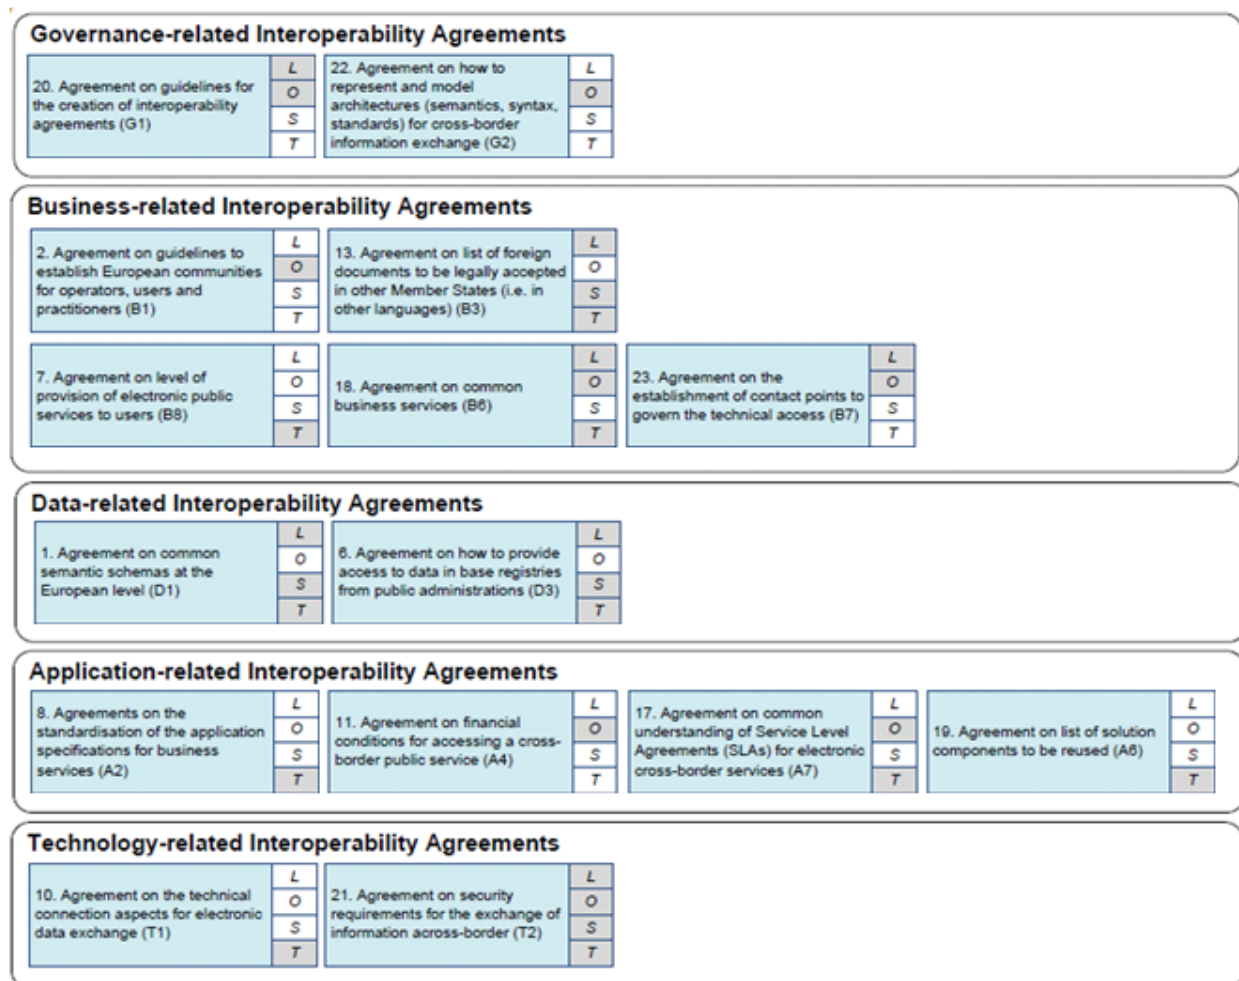 Governance-related Interoperability Agreements
20. Agreement on guidelines for
the creation of interoperability
agreements (G1)
L
O
S
T
22. Agreement on how to
represent and model
architectures (semantics, syntax,
standards) for cross-border
information exchange (G2)
L
O
S
T
Business-related Interoperability Agreements
2. Agreement on guidelines to
establish European communities
for operators, users and
practitioners (B1)
L
O
S
T
13. Agreement on list of foreign
documents to be legally accepted
in other Member States (i.e. in
other languages) (B3)
L
O
S
T
7. Agreement on level of
provision of electronic public
services to users (B8)
L
O
S
T
18. Agreement on common
business services (B6)
L
O
S
T
23. Agreement on the
establishment of contact points to
govern the technical access (B7)
L
O
S
T
Data-related Interoperability Agreements
1. Agreement on common
semantic schemas at the
European level (D1)
L
O
S
T
6. Agreement on how to provide
access to data in base registries
from public administrations (D3)
L
O
S
T
Application-related Interoperability Agreements
8. Agreements on the
standardisation of the application
specifications for business
services (A2)
L
O
S
T
11. Agreement on financial
conditions for accessing a cross-
border public service (A4)
L
O
S
T
17. Agreement on common
understanding of Service Level
Agreements (SLAs) for electronic
cross-border services (A7)
L
O
S
T
19. Agreement on list of solution
components to be reused (A6)
L
O
S
T
Technology-related Interoperability Agreements
10. Agreement on the technical
connection aspects for electronic
data exchange (T1)
L
O
S
T
21. Agreement on security
requirements for the exchange of
information across-border (T2)
L
O
S
T